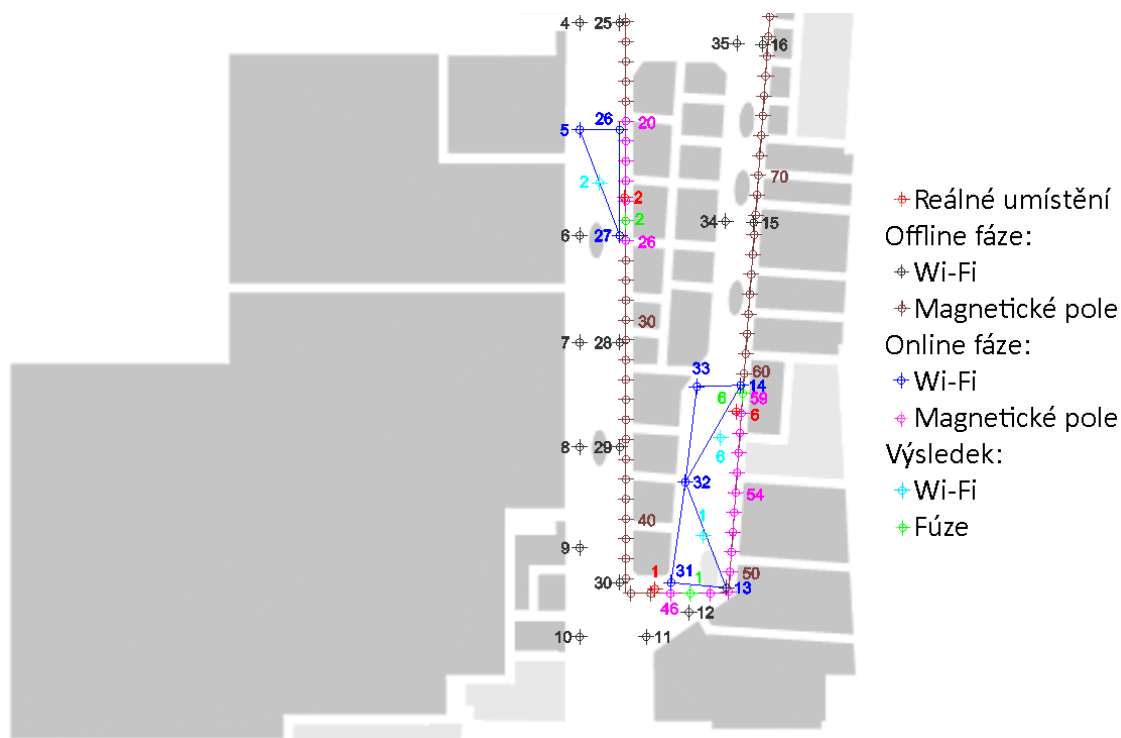 4 25
35 16
26 20
5
70
2 2
2
34 15
6 27 26
30
7 28
33 60
14
6 59
6
6
8 29
32
54
1
40
9
1 31 1 50
30 13
46 12
10 11
Reálné umístění
Offline fáze:
Wi-Fi
Magnetické pole
Online fáze:
Wi-Fi
Magnetické pole
Výsledek:
Wi-Fi
Fúze